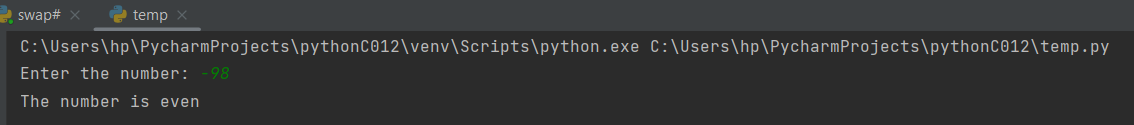 swap# temp
C:\Users\hp\PycharmProjects\pythonC012\venv\Scripts\python.exe C:\Users\hp\PycharmProjects\pythonC012\temp.py
Enter the number: -98
The number is even